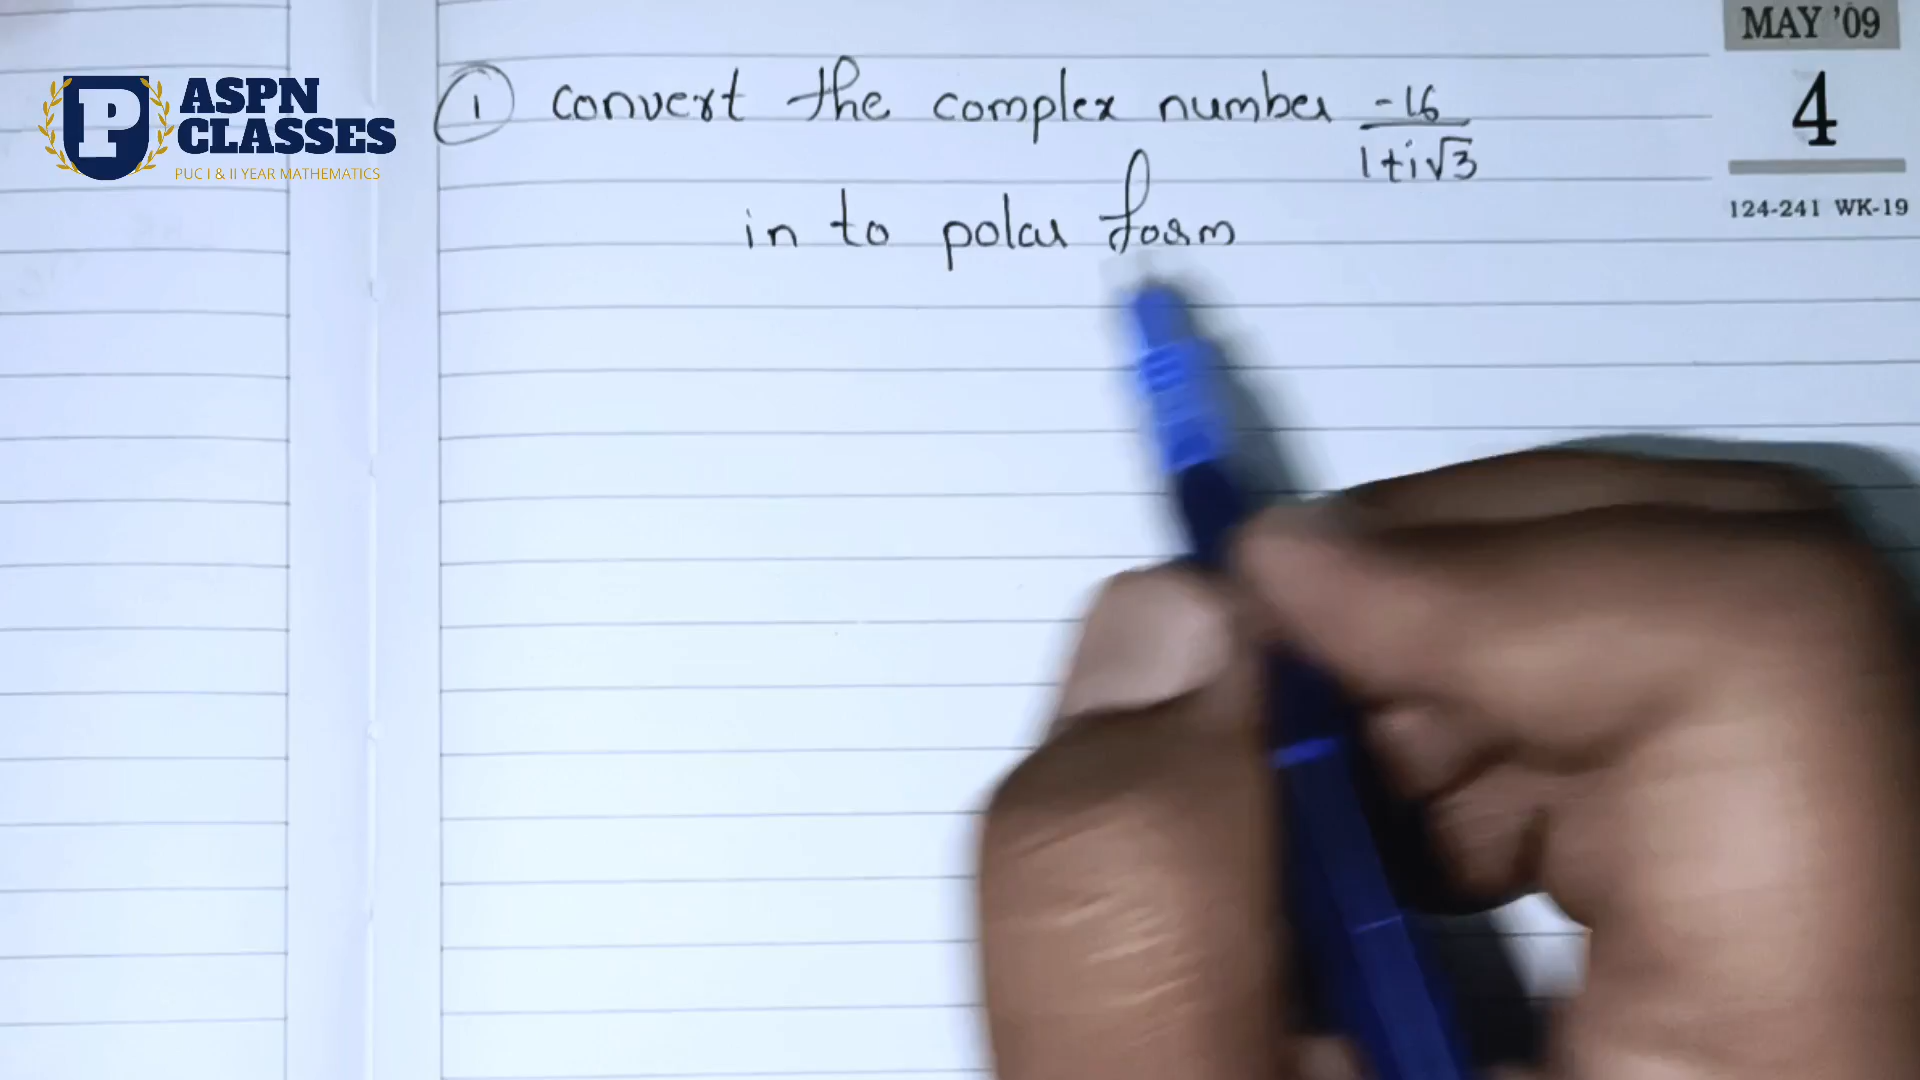 MAY '09
4
124-241 WK-19
P
ASPN
CLASSES
PUC I & II YEAR MATHEMATICS
① convert the complex number -16/1+i√3
in to polar form